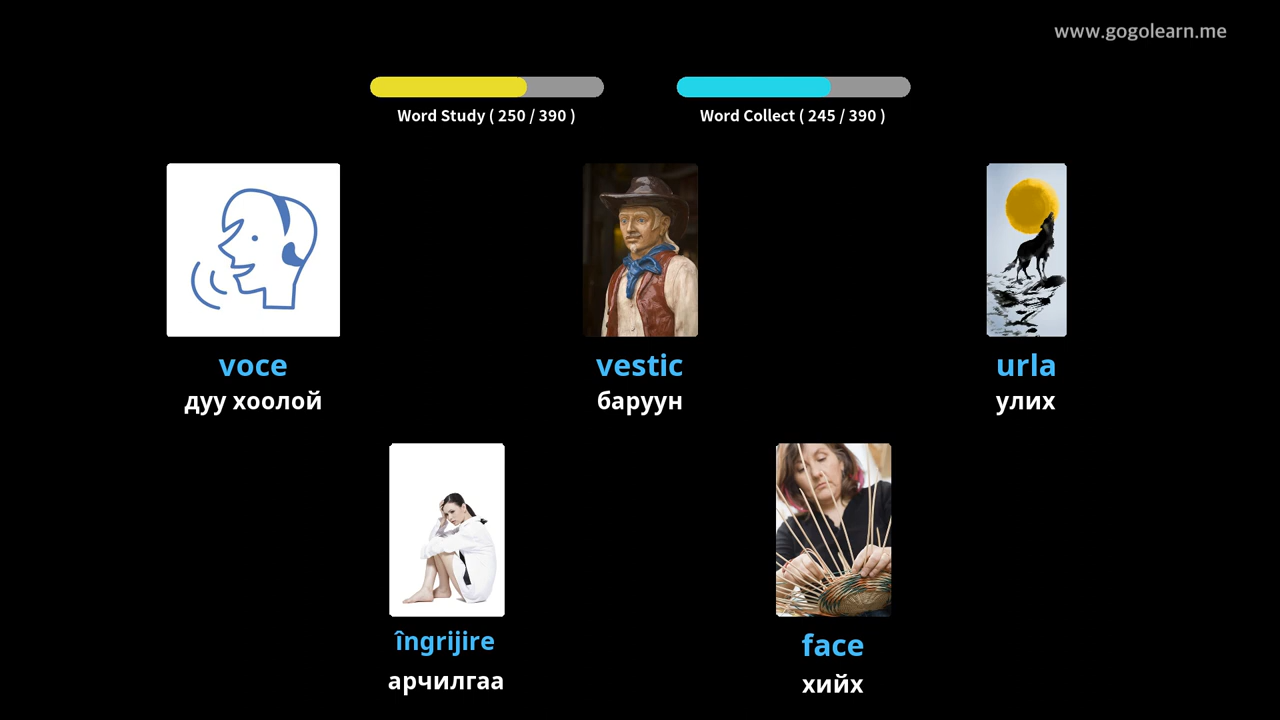 www.gogolearn.me
Word Study ( 250 / 390 )
Word Collect ( 245 / 390 )
voce
дуу хоолой
vestic
баруун
urla
улих
îngrijire
арчилгаа
face
хийх